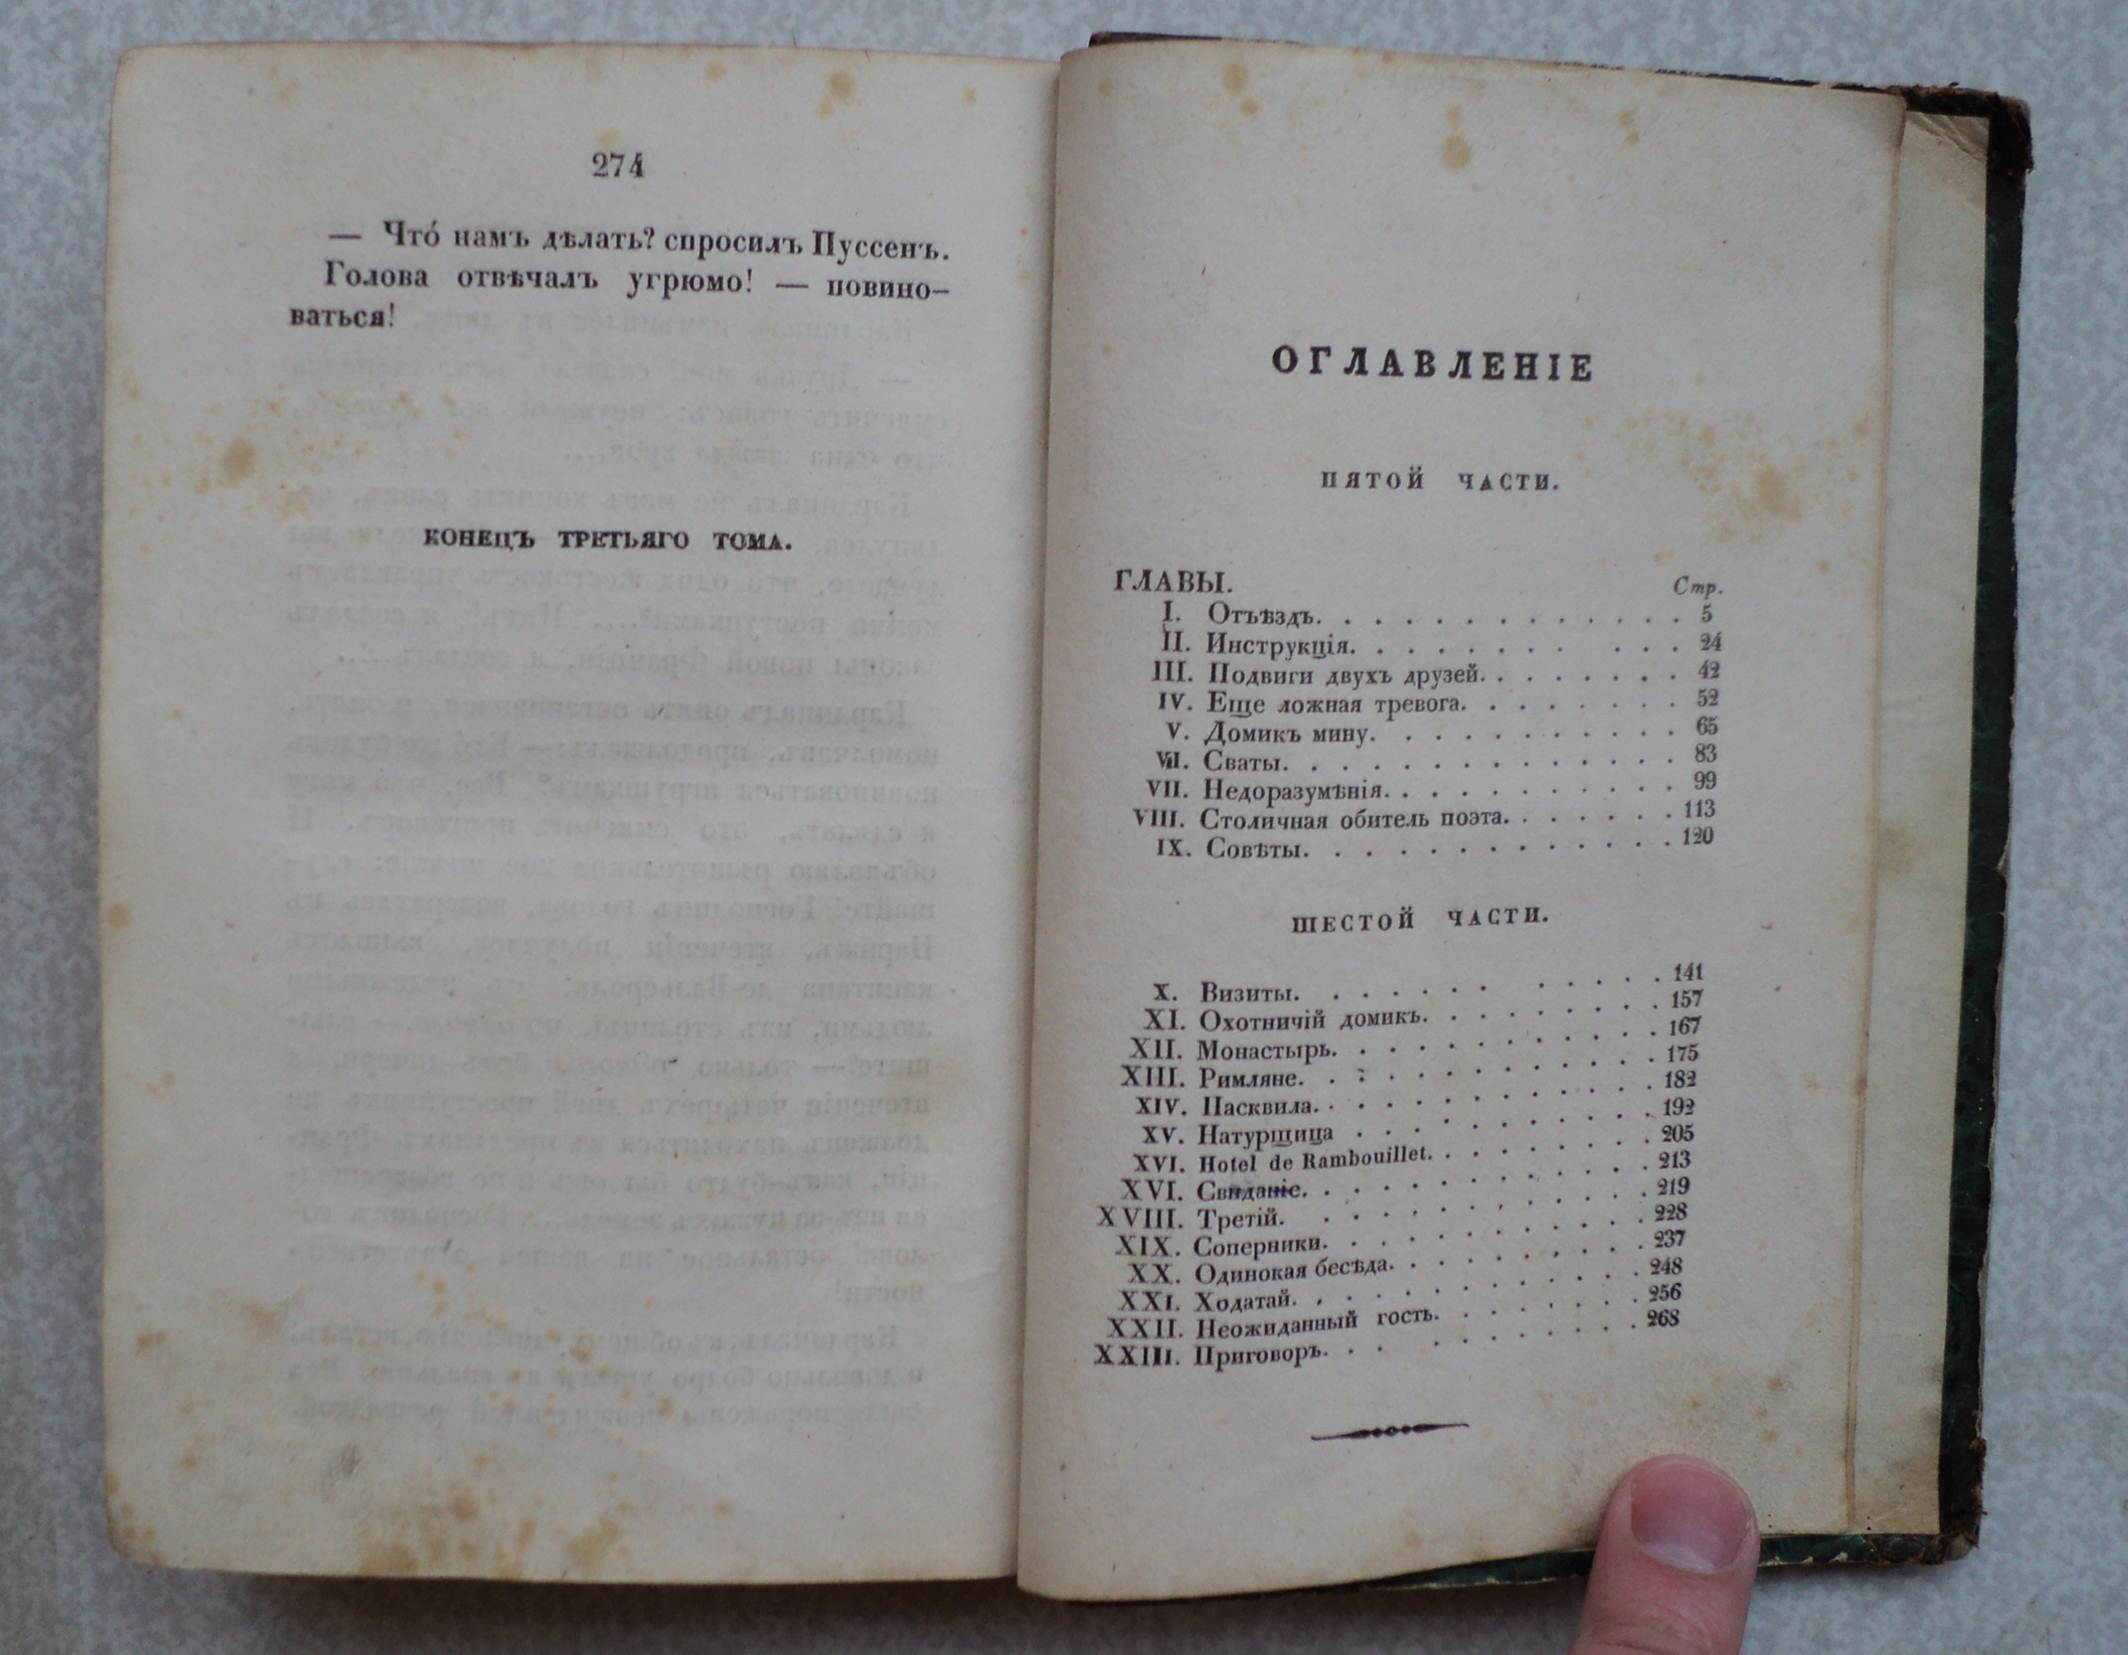 274
— Что́ намъ дѣлать? спросилъ Пуссенъ.
Голова отвѣчалъ угрюмо! — повино-
ваться!
КОНЕЦЪ ТРЕТЬЯГО ТОМА.
ОГЛАВЛЕНІЕ
ПЯТОЙ ЧАСТИ.
ГЛАВЫ. Стр.
I. Отъѣздъ. 5
II. Инструкція. 24
III. Подвиги двухъ друзей. 42
IV. Еще ложная тревога. 52
V. Домикъ мину. 65
VI. Сваты. 83
VII. Недоразумѣнія. 99
VIII. Столичная обитель поэта. 113
IX. Совѣты. 120
ШЕСТОЙ ЧАСТИ.
X. Визиты. 141
XI. Охотничій домикъ. 157
XII. Монастырь. 167
XIII. Римляне. 175
XIV. Пасквила. 182
XV. Натурщица 192
XVI. Hotel de Rambouillet. 205
XVI. Свиданіе. 213
XVIII. Третій. 219
XIX. Соперники. 228
XX. Одинокая бесѣда. 237
XXI. Ходатай. 248
XXII. Неожиданный гость. 256
XXIII. Приговоръ. 268